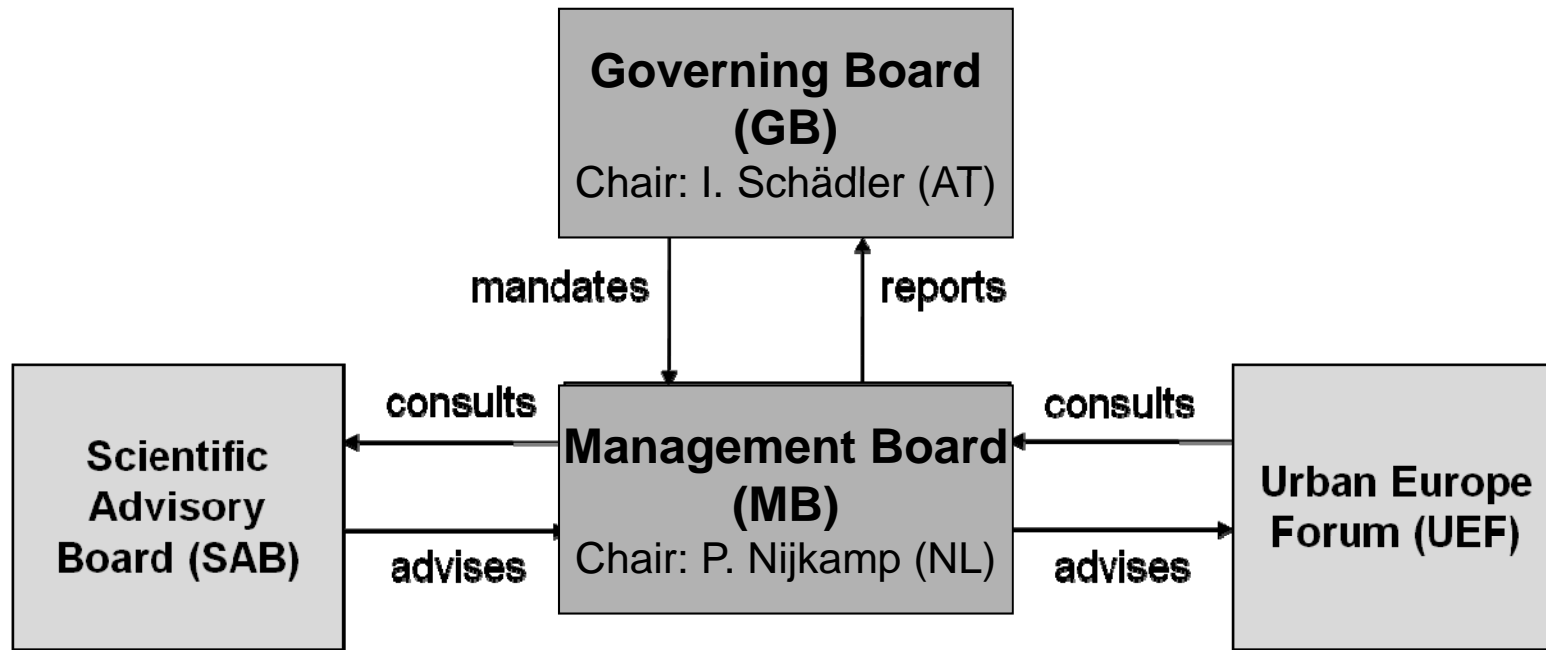 Governing Board
(GB)
Chair: I. Schädler (AT)
mandates
reports
Scientific
Advisory
Board (SAB)
consults
advises
Management Board
(MB)
Chair: P. Nijkamp (NL)
consults
advises
Urban Europe
Forum (UEF)